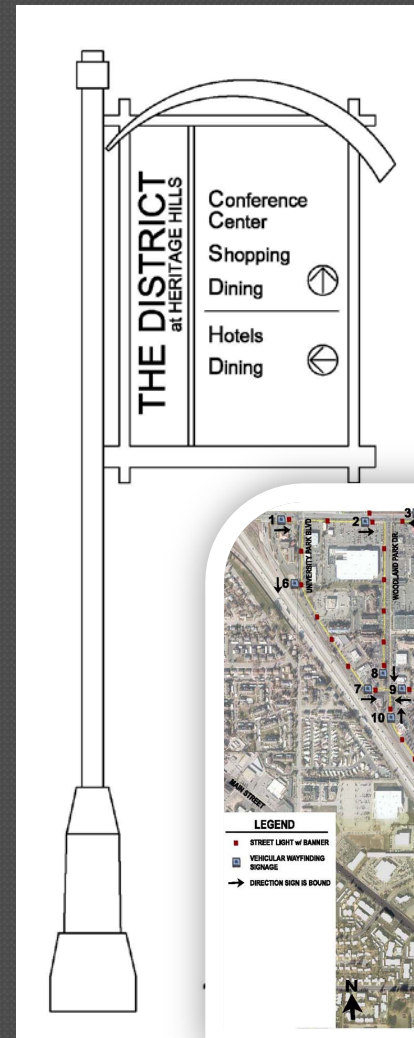 THE DISTRICT
at HERITAGE HILLS
Conference
Center
Shopping
Dining
Hotels
Dining
1
2
3
UNIVERSITY PARK BLVD
WOODLAND PARK DR
6
7
8
9
10
MAIN STREET
LEGEND
STREET LIGHT w/ BANNER
VEHICULAR WAYFINDING
SIGNAGE
DIRECTION SIGN IS BOUND
N